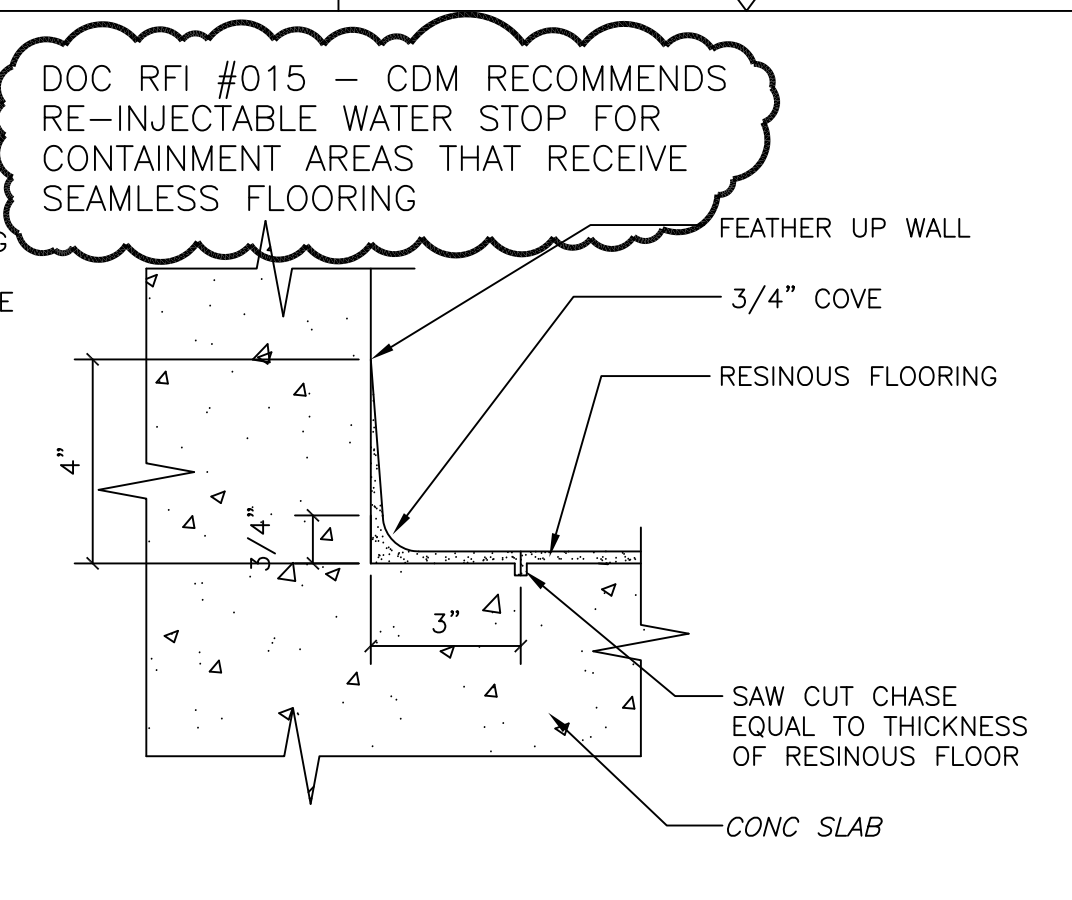 DOC RFI #015 – CDM RECOMMENDS
RE–INJECTABLE WATER STOP FOR
CONTAINMENT AREAS THAT RECEIVE
SEAMLESS FLOORING
G
E
FEATHER UP WALL
3/4" COVE
RESINOUS FLOORING
4"
3/4"
3"
SAW CUT CHASE
EQUAL TO THICKNESS
OF RESINOUS FLOOR
CONC SLAB